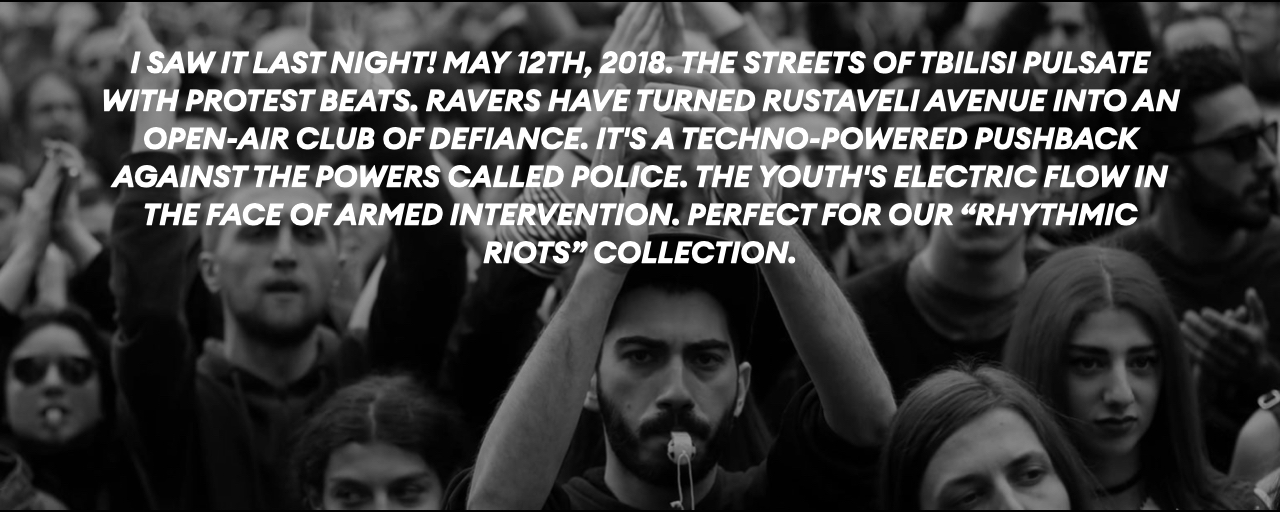 I SAW IT LAST NIGHT! MAY 12TH, 2018. THE STREETS OF TBILISI PULSATE
WITH PROTEST BEATS. RAVERS HAVE TURNED RUSTAVELI AVENUE INTO AN
OPEN-AIR CLUB OF DEFIANCE. IT'S A TECHNO-POWERED PUSHBACK
AGAINST THE POWERS CALLED POLICE. THE YOUTH'S ELECTRIC FLOW IN
THE FACE OF ARMED INTERVENTION. PERFECT FOR OUR “RHYTHMIC
RIOTS” COLLECTION.